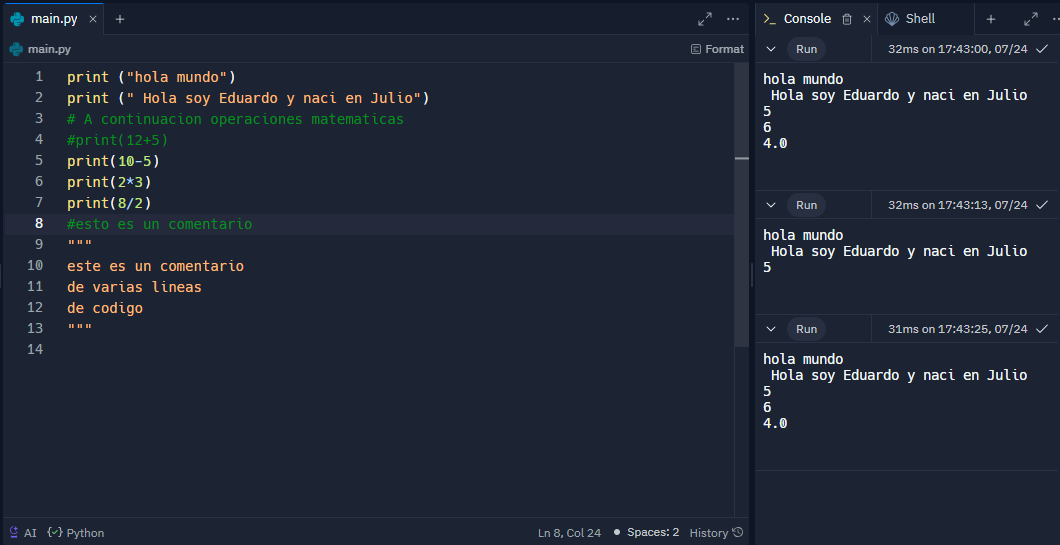 main.py × +
main.py
Format
1 print ("hola mundo")
2 print (" Hola soy Eduardo y naci en Julio")
3 # A continuacion operaciones matematicas
4 #print(12+5)
5 print(10-5)
6 print(2*3)
7 print(8/2)
8 #esto es un comentario
9 """
10 este es un comentario
11 de varias lineas
12 de codigo
13 """
14
AI {✓} Python
Ln 8, Col 24 ● Spaces: 2 History
>_ Console × Shell +
Run 32ms on 17:43:00, 07/24 ✓
hola mundo
 Hola soy Eduardo y naci en Julio
5
6
4.0
Run 32ms on 17:43:13, 07/24 ✓
hola mundo
 Hola soy Eduardo y naci en Julio
5
Run 31ms on 17:43:25, 07/24 ✓
hola mundo
 Hola soy Eduardo y naci en Julio
5
6
4.0